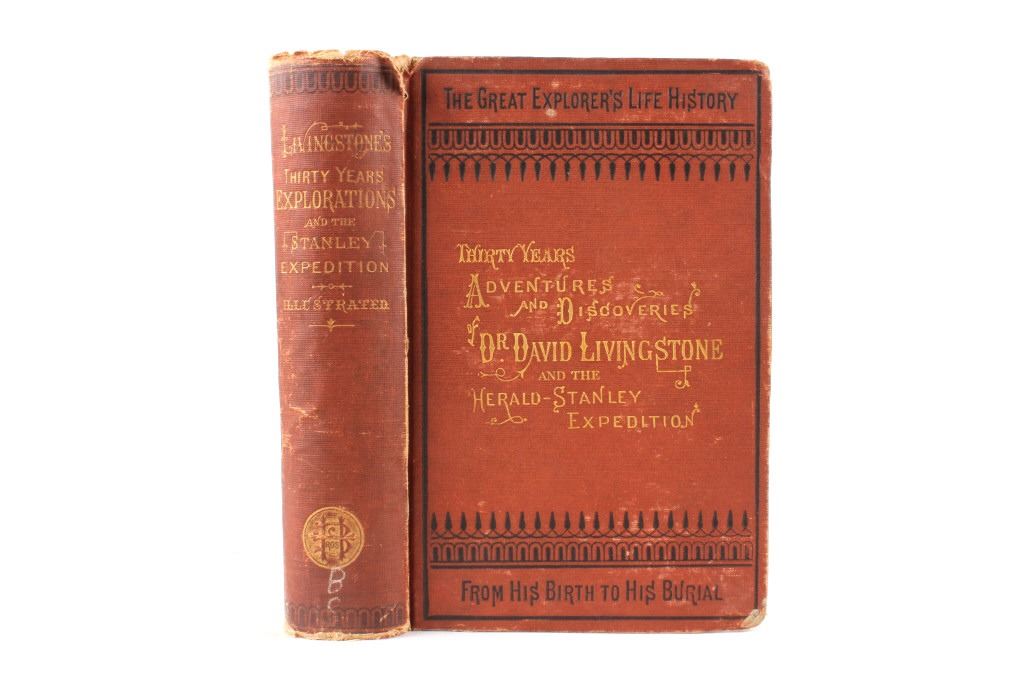 LIVINGSTONE'S
THIRTY YEARS
EXPLORATIONS
AND THE
STANLEY
EXPEDITION
ILLUSTRATED.
B
C
THE GREAT EXPLORER'S LIFE HISTORY
THIRTY YEARS
ADVENTURES
AND DISCOVERIES
of DR. DAVID LIVINGSTONE
AND THE
HERALD-STANLEY
EXPEDITION
FROM HIS BIRTH TO HIS BURIAL